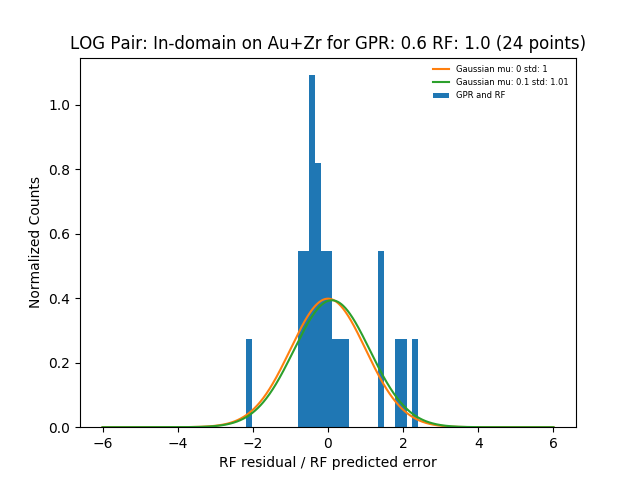 LOG Pair: In-domain on Au+Zr for GPR: 0.6 RF: 1.0 (24 points)
Gaussian mu: 0 std: 1
Gaussian mu: 0.1 std: 1.01
GPR and RF
Normalized Counts
1.0
0.8
0.6
0.4
0.2
0.0
−6 −4 −2 0 2 4 6
RF residual / RF predicted error